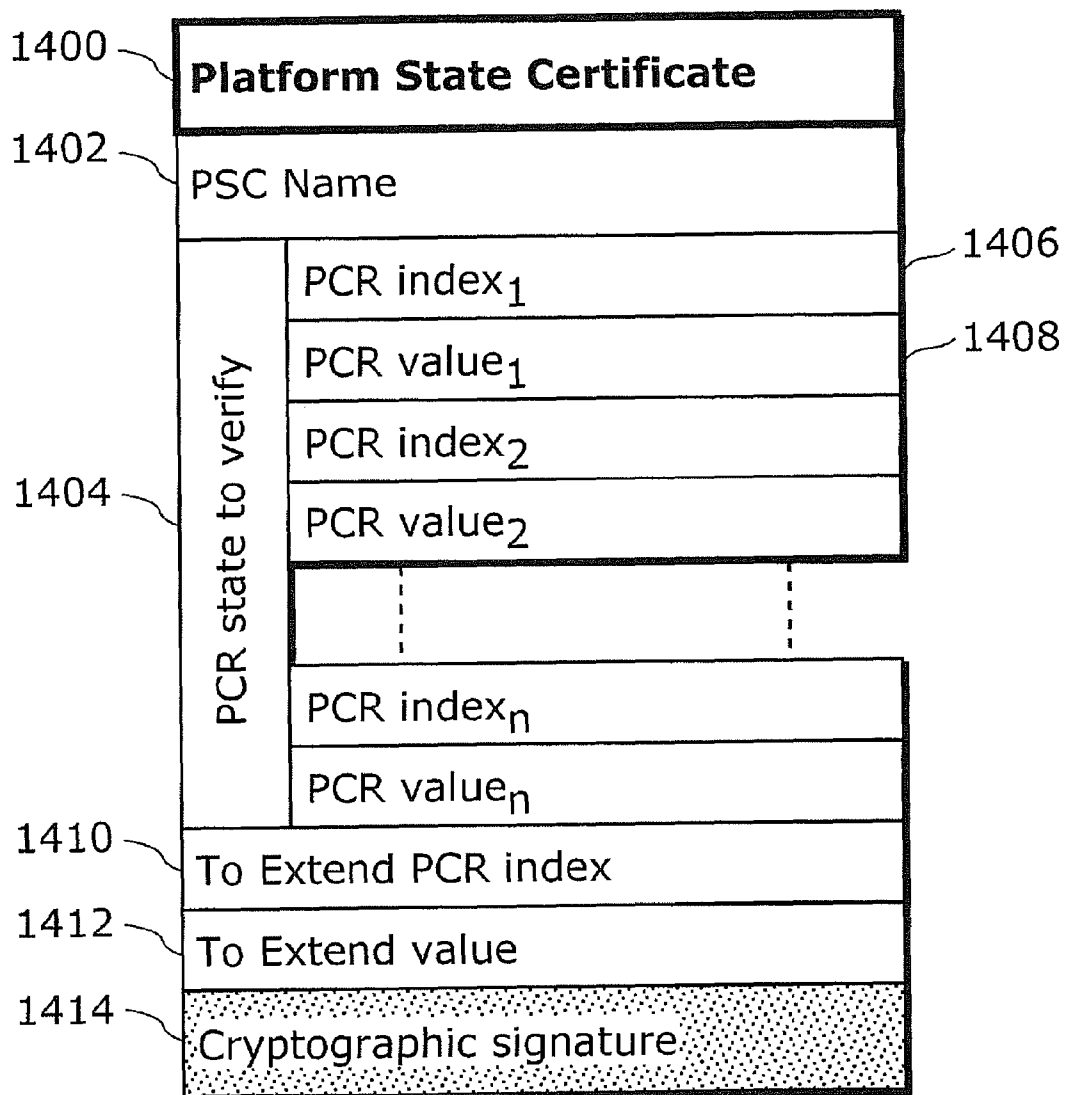 1400
Platform State Certificate
1402
PSC Name
1404
PCR state to verify
PCR index1
1406
PCR value1
1408
PCR index2
PCR value2
PCR indexn
PCR valuen
1410
To Extend PCR index
1412
To Extend value
1414
Cryptographic signature